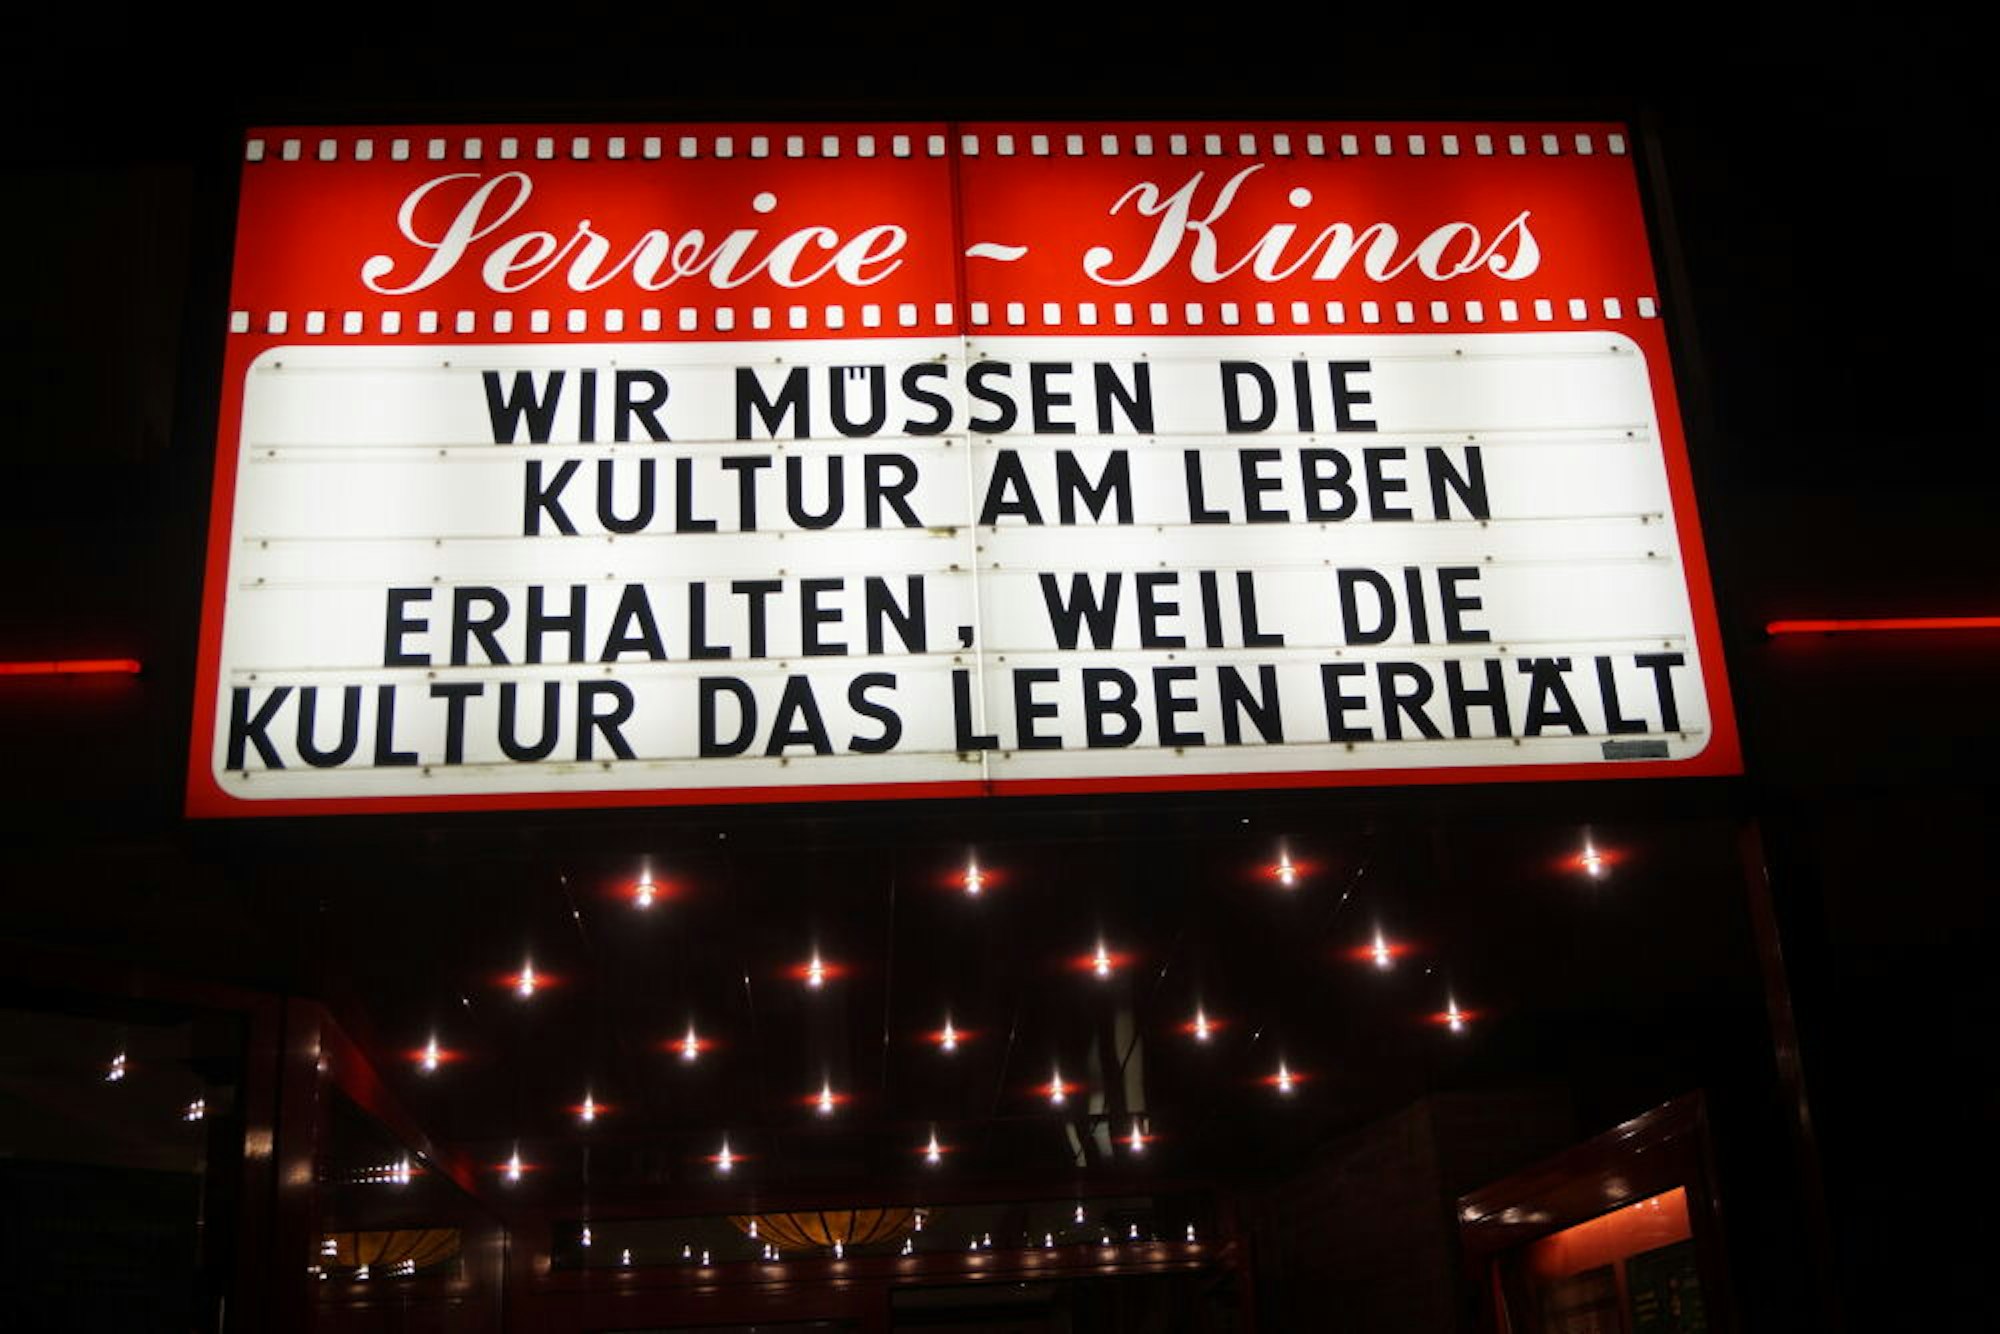 Service - Kinos
WIR MÜSSEN DIE
KULTUR AM LEBEN
ERHALTEN, WEIL DIE
KULTUR DAS LEBEN ERHÄLT